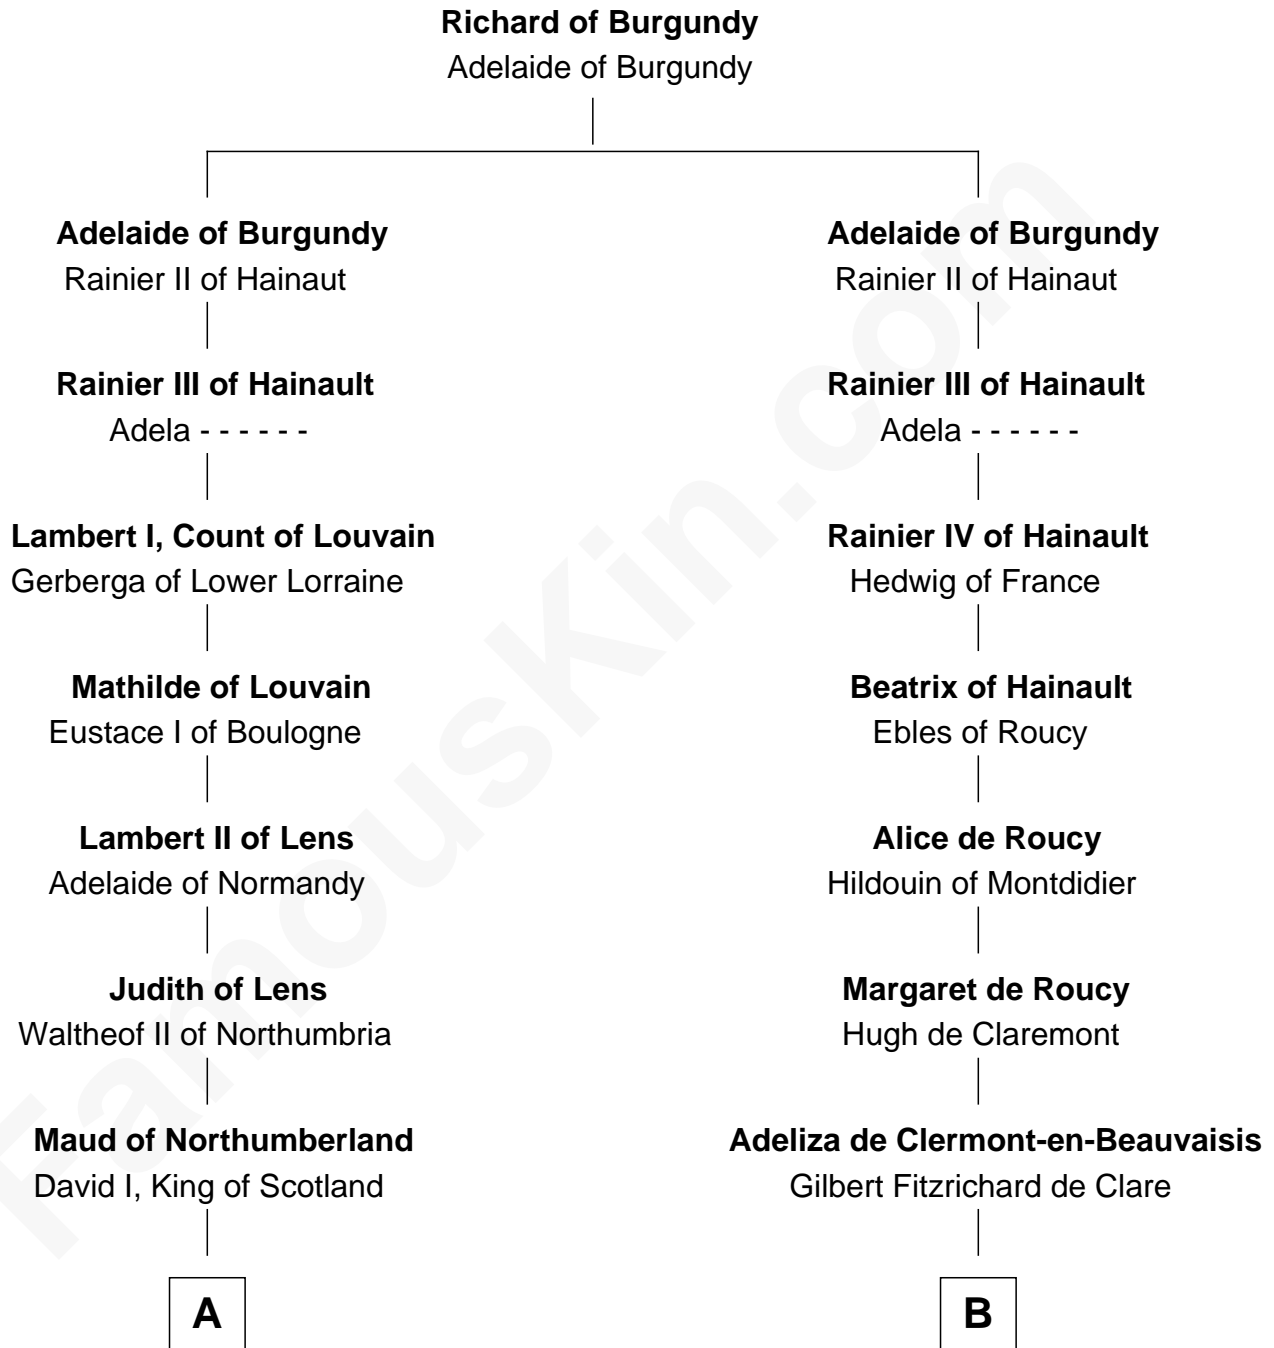 Richard of Burgundy
Adelaide of Burgundy
Adelaide of Burgundy
Rainier II of Hainaut
Adelaide of Burgundy
Rainier II of Hainaut
Rainier III of Hainault
Adela - - - - - -
Rainier III of Hainault
Adela - - - - - -
Lambert I, Count of Louvain
Gerberga of Lower Lorraine
Rainier IV of Hainault
Hedwig of France
Mathilde of Louvain
Eustace I of Boulogne
Beatrix of Hainault
Ebles of Roucy
Lambert II of Lens
Adelaide of Normandy
Alice de Roucy
Hildouin of Montdidier
Judith of Lens
Waltheof II of Northumbria
Margaret de Roucy
Hugh de Claremont
Maud of Northumberland
David I, King of Scotland
Adeliza de Clermont-en-Beauvaisis
Gilbert Fitzrichard de Clare
A
B
FamousKin.com